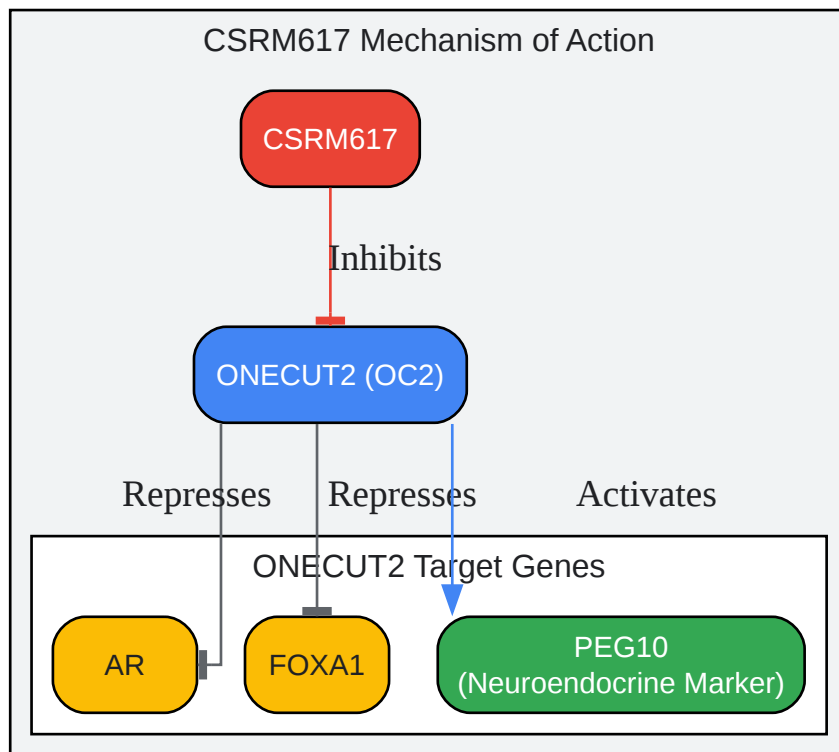 CSRM617 Mechanism of Action
CSRM617
Inhibits
ONECUT2 (OC2)
Represses
Represses
Activates
ONECUT2 Target Genes
AR
FOXA1
PEG10
(Neuroendocrine Marker)